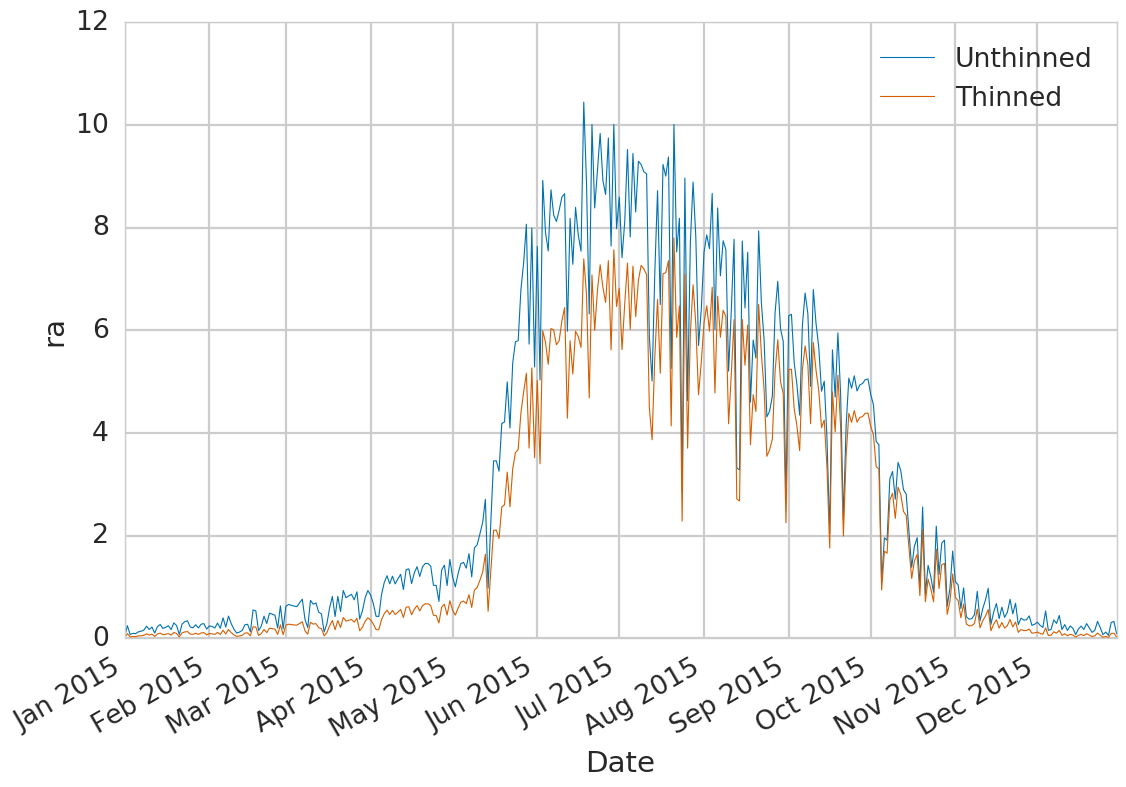 12
10
8
6
4
2
0
ra
Unthinned
Thinned
Jan 2015
Feb 2015
Mar 2015
Apr 2015
May 2015
Jun 2015
Jul 2015
Aug 2015
Sep 2015
Oct 2015
Nov 2015
Dec 2015
Date